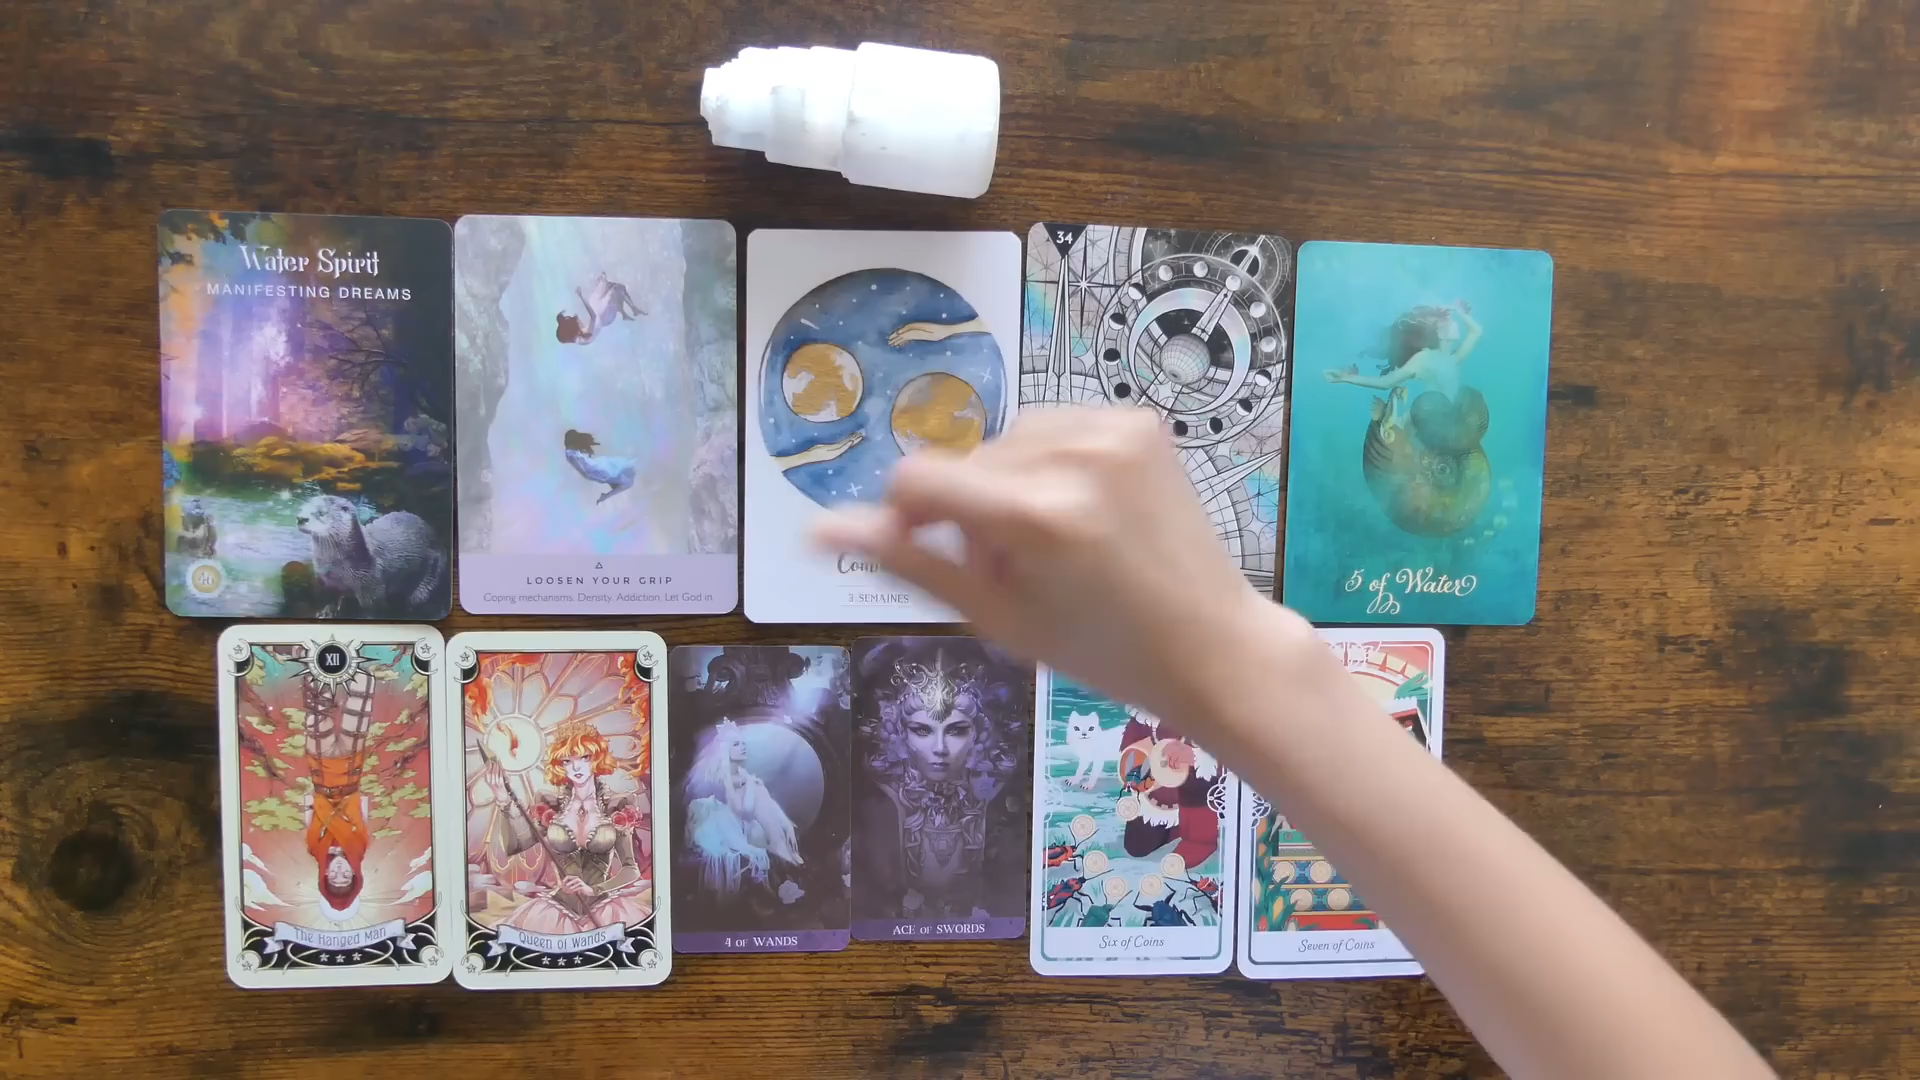 Water Spirit
MANIFESTING DREAMS
46
LOOSEN YOUR GRIP
Coping mechanisms. Density. Addiction. Let God in.
3 SEMAINES
34
5 of Water
XII
The Hanged Man
Queen of Wands
4 OF WANDS
ACE OF SWORDS
Six of Coins
Seven of Coins